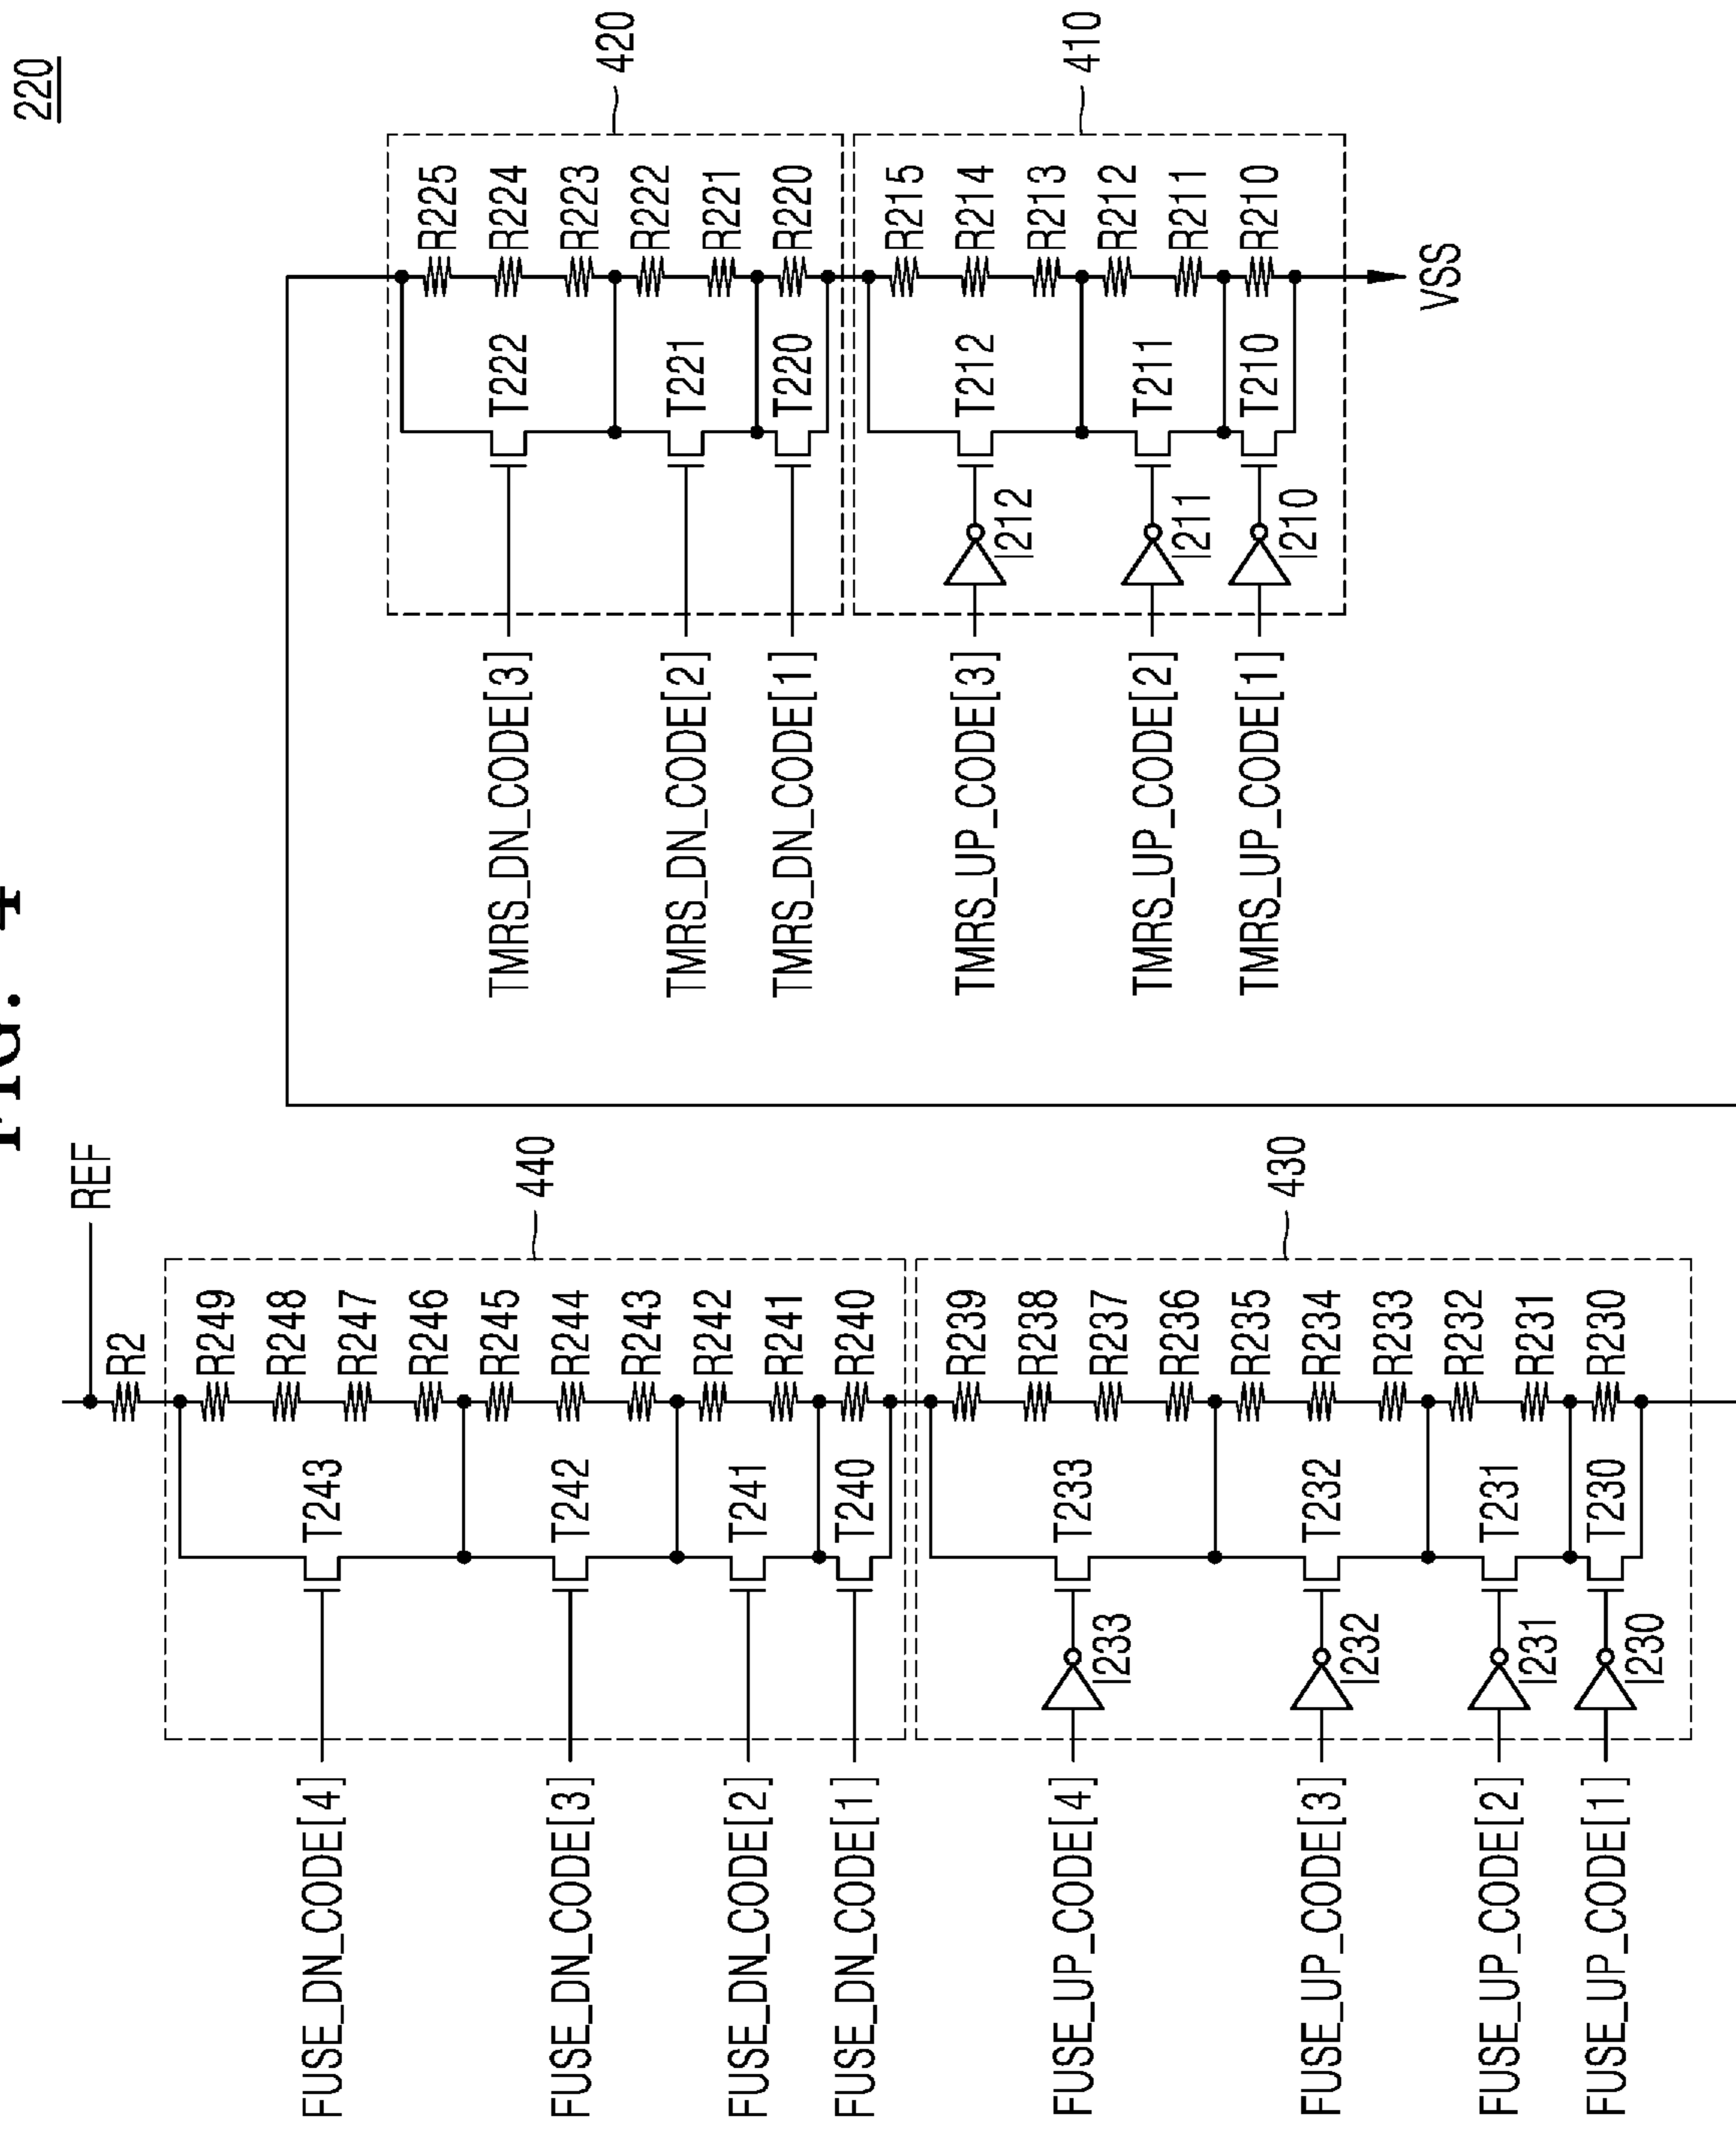 FIG. 4
220
REF
R2
440
R249
R248
R247
R246
R245
R244
R243
R242
R241
R240
T243
T242
T241
T240
FUSE_DN_CODE[4]
FUSE_DN_CODE[3]
FUSE_DN_CODE[2]
FUSE_DN_CODE[1]
430
R239
R238
R237
R236
R235
R234
R233
R232
R231
R230
T233
T232
T231
T230
I233
I232
I231
I230
FUSE_UP_CODE[4]
FUSE_UP_CODE[3]
FUSE_UP_CODE[2]
FUSE_UP_CODE[1]
420
R225
R224
R223
R222
R221
R220
T222
T221
T220
TMRS_DN_CODE[3]
TMRS_DN_CODE[2]
TMRS_DN_CODE[1]
410
R215
R214
R213
R212
R211
R210
T212
T211
T210
I212
I211
I210
TMRS_UP_CODE[3]
TMRS_UP_CODE[2]
TMRS_UP_CODE[1]
VSS